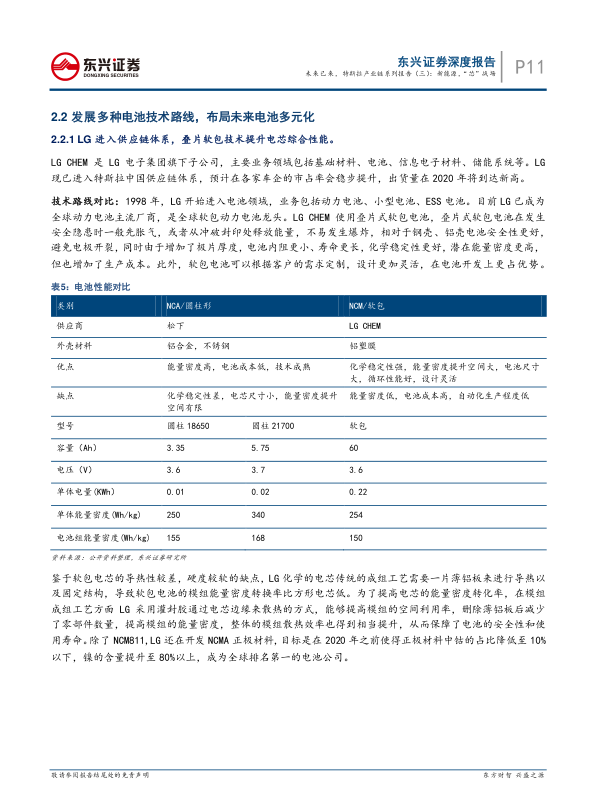 东兴证券
DONGXING SECURITIES
东兴证券深度报告
未来已来，特斯拉产业链系列报告（三）：新能源，“芯”战场
P11
2.2 发展多种电池技术路线，布局未来电池多元化
2.2.1 LG 进入供应链体系，叠片软包技术提升电芯综合性能。
LG CHEM 是 LG 电子集团旗下子公司，主要业务领域包括基础材料、电池、信息电子材料、储能系统等。LG
现已进入特斯拉中国供应链体系，预计在各家车企的市占率会稳步提升，出货量在 2020 年将到达新高。
技术路线对比：1998 年，LG 开始进入电池领域，业务包括动力电池、小型电池、ESS 电池。目前 LG 已成为
全球动力电池主流厂商，是全球软包动力电池龙头。LG CHEM 使用叠片式软包电池，叠片式软包电池在发生
安全隐患时一般先胀气，或者从冲破封印处释放能量，不易发生爆炸，相对于钢壳、铝壳电池安全性更好，
避免电极开裂，同时由于增加了极片厚度，电池内阻更小、寿命更长，化学稳定性更好，潜在能量密度更高，
但也增加了生产成本。此外，软包电池可以根据客户的需求定制，设计更加灵活，在电池开发上更占优势。
表5：电池性能对比
类别 NCA/圆柱形 NCM/软包
供应商 松下 LG CHEM
外壳材料 铝合金，不锈钢 铝塑膜
优点 能量密度高，电池成本低，技术成熟 化学稳定性强，能量密度提升空间大，电池尺寸
大，循环性能好，设计灵活
缺点 化学稳定性差，电芯尺寸小，能量密度提升 能量密度低，电池成本高，自动化生产程度低
空间有限
型号 圆柱 18650 圆柱 21700 软包
容量（Ah） 3.35 5.75 60
电压（V） 3.6 3.7 3.6
单体电量(KWh) 0.01 0.02 0.22
单体能量密度(Wh/kg) 250 340 254
电池组能量密度(Wh/kg) 155 168 150
资料来源：公开资料整理，东兴证券研究所
鉴于软包电芯的导热性较差，硬度较软的缺点，LG 化学的电芯传统的成组工艺需要一片薄铝板来进行导热以
及固定结构，导致软包电池的模组能量密度转换率比方形电芯低。为了提高电芯的能量密度转化率，在模组
成组工艺方面 LG 采用灌封胶通过电芯边缘来散热的方式，能够提高模组的空间利用率，删除薄铝板后减少
了零部件数量，提高模组的能量密度，整体的模组散热效率也得到相当提升，从而保障了电池的安全性和使
用寿命。除了 NCM811，LG 还在开发 NCMA 正极材料，目标是在 2020 年之前使得正极材料中钴的占比降低至 10%
以下，镍的含量提升至 80%以上，成为全球排名第一的电池公司。
敬请参阅报告结尾处的免责声明
东方财智 兴盛之源